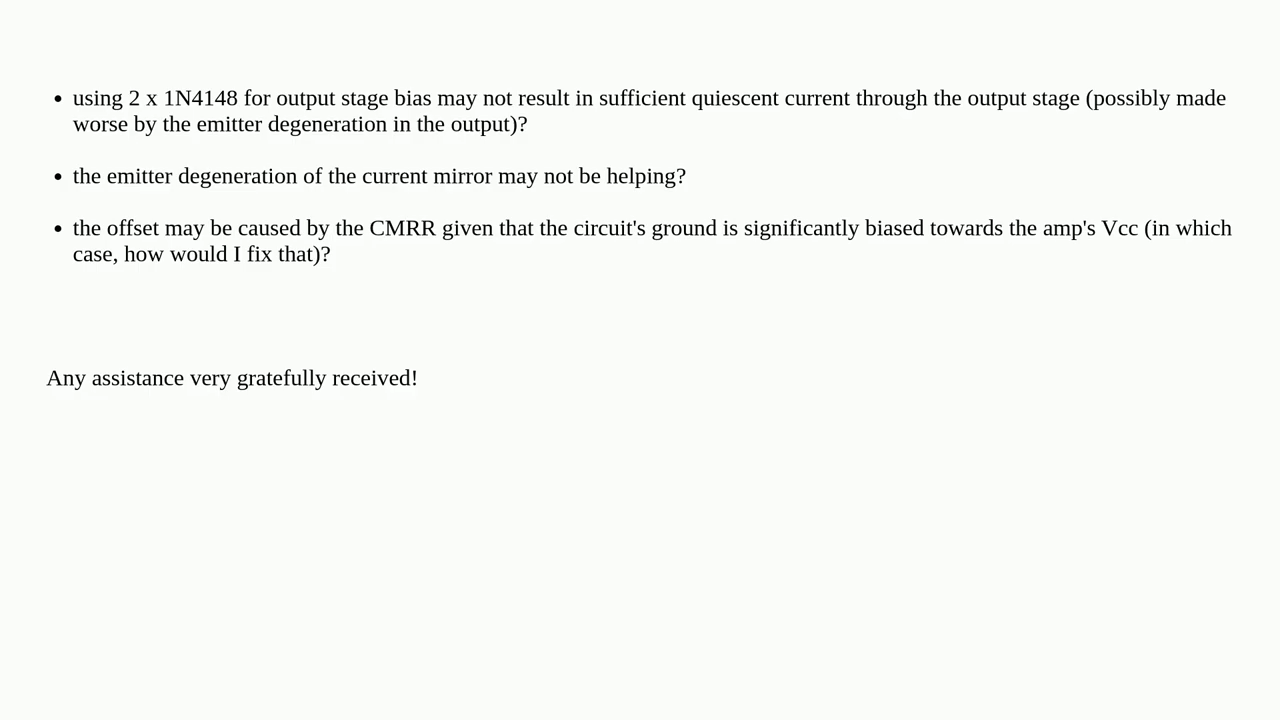 • using 2 x 1N4148 for output stage bias may not result in sufficient quiescent current through the output stage (possibly made
worse by the emitter degeneration in the output)?
• the emitter degeneration of the current mirror may not be helping?
• the offset may be caused by the CMRR given that the circuit's ground is significantly biased towards the amp's Vcc (in which
case, how would I fix that)?
Any assistance very gratefully received!